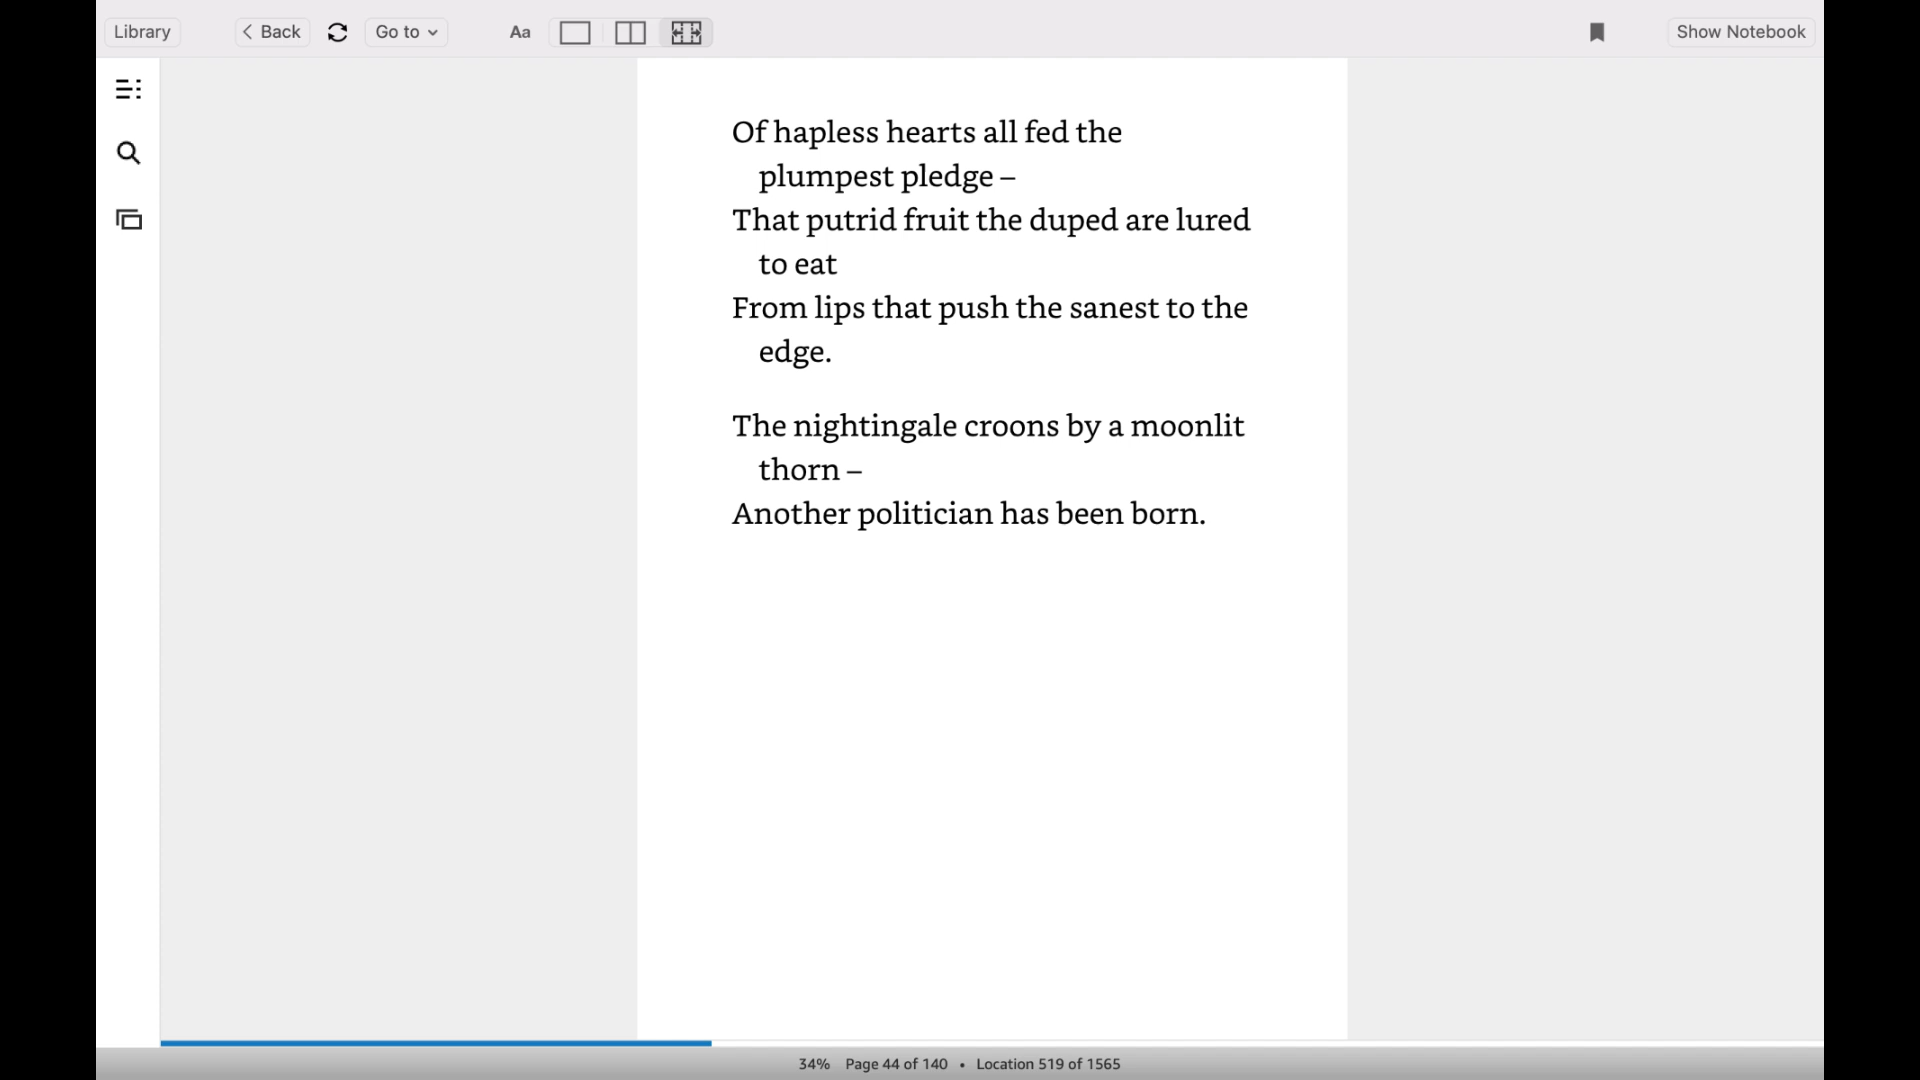 Library
Back
Go to
Aa
Show Notebook
Of hapless hearts all fed the
plumpest pledge –
That putrid fruit the duped are lured
to eat
From lips that push the sanest to the
edge.
The nightingale croons by a moonlit
thorn –
Another politician has been born.
34% Page 44 of 140 • Location 519 of 1565